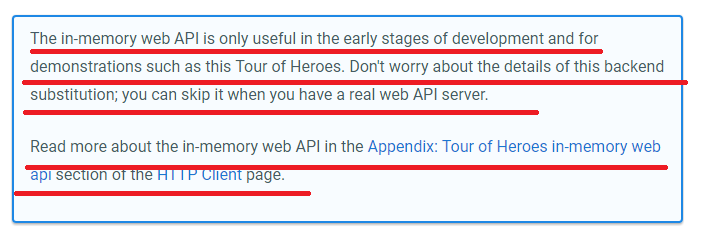 The in-memory web API is only useful in the early stages of development and for
demonstrations such as this Tour of Heroes. Don't worry about the details of this backend
substitution; you can skip it when you have a real web API server.
Read more about the in-memory web API in the Appendix: Tour of Heroes in-memory web
api section of the HTTP Client page.